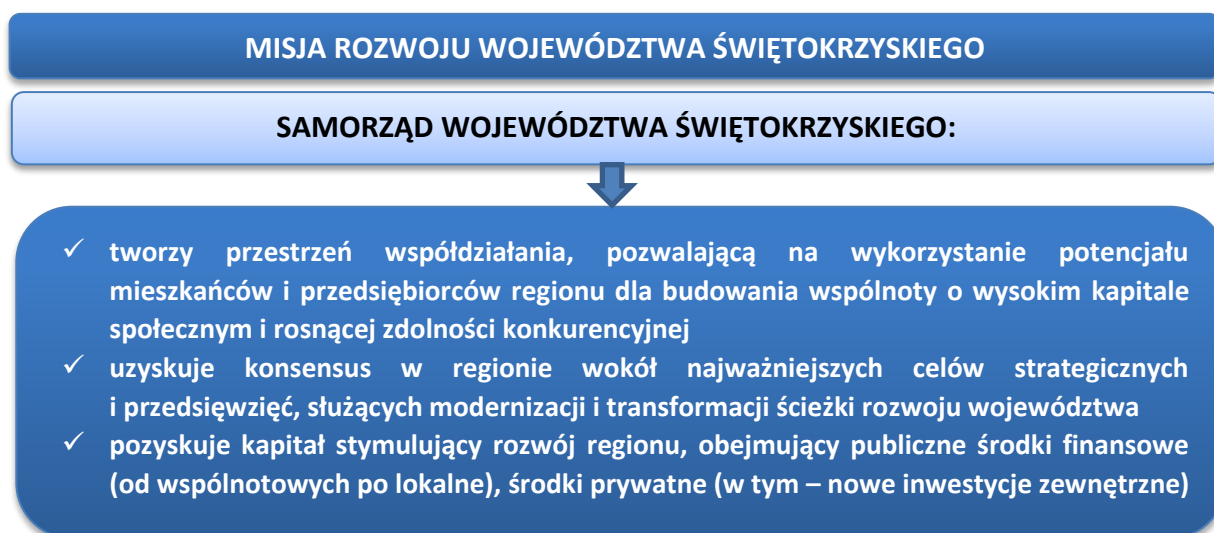 MISJA ROZWOJU WOJEWÓDZTWA ŚWIĘTOKRZYSKIEGO
SAMORZĄD WOJEWÓDZTWA ŚWIĘTOKRZYSKIEGO:
✓ tworzy przestrzeń współdziałania, pozwalającą na wykorzystanie potencjału
mieszkańców i przedsiębiorców regionu dla budowania wspólnoty o wysokim kapitale
społecznym i rosnącej zdolności konkurencyjnej
✓ uzyskuje konsensus w regionie wokół najważniejszych celów strategicznych
i przedsięwzięć, służących modernizacji i transformacji ścieżki rozwoju województwa
✓ pozyskuje kapitał stymulujący rozwój regionu, obejmujący publiczne środki finansowe
(od wspólnotowych po lokalne), środki prywatne (w tym – nowe inwestycje zewnętrzne)